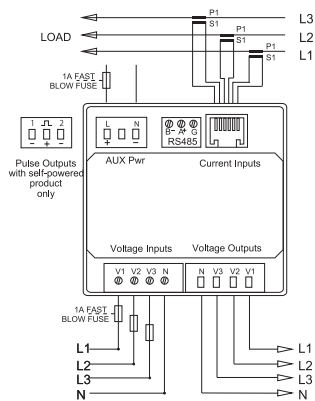 P1
L3
S1
P1
LOAD
L2
S1
P1
L1
S1
1A FAST
BLOW FUSE
1 2
- + -
L N
+ -
B- A+ G
RS485
Pulse Outputs
with self-powered
product
only
AUX Pwr
Current Inputs
Voltage Inputs
Voltage Outputs
V1 V2 V3 N
N V3 V2 V1
1A FAST
BLOW FUSE
L1
L1
L2
L2
L3
L3
N
N